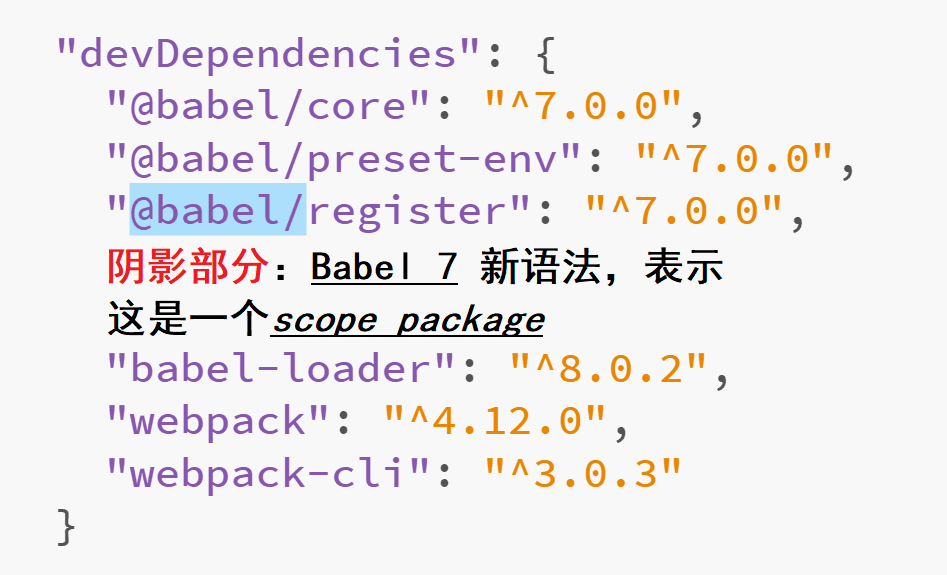 "devDependencies": {
"@babel/core": "^7.0.0",
"@babel/preset-env": "^7.0.0",
"@babel/register": "^7.0.0",
阴影部分：Babel 7 新语法，表示
这是一个scope package
"babel-loader": "^8.0.2",
"webpack": "^4.12.0",
"webpack-cli": "^3.0.3"
}